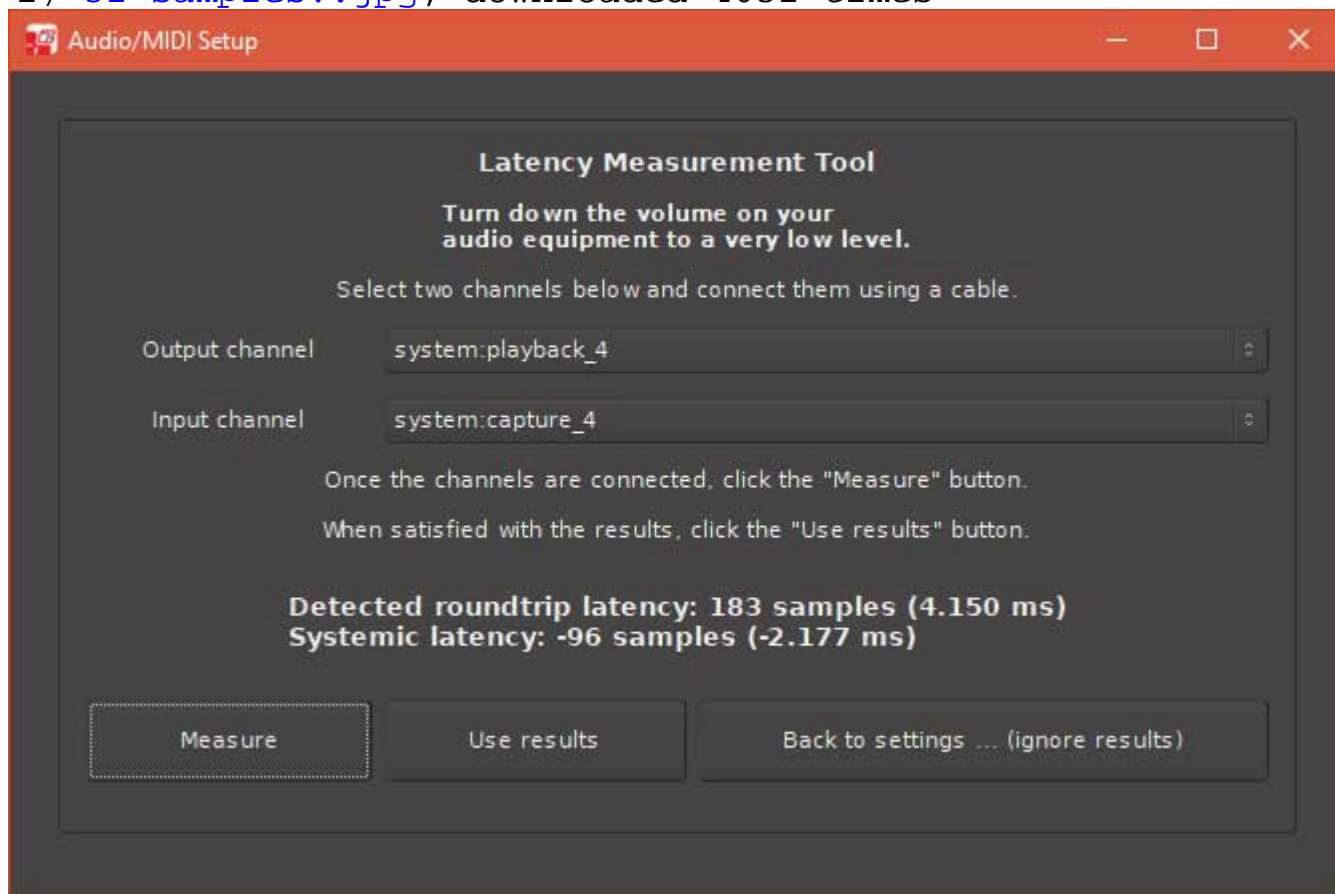 Audio/MIDI Setup
Latency Measurement Tool
Turn down the volume on your
audio equipment to a very low level.
Select two channels below and connect them using a cable.
Output channel system:playback_4
Input channel system:capture_4
Once the channels are connected, click the "Measure" button.
When satisfied with the results, click the "Use results" button.
Detected roundtrip latency: 183 samples (4.150 ms)
Systemic latency: -96 samples (-2.177 ms)
Measure Use results Back to settings ... (ignore results)